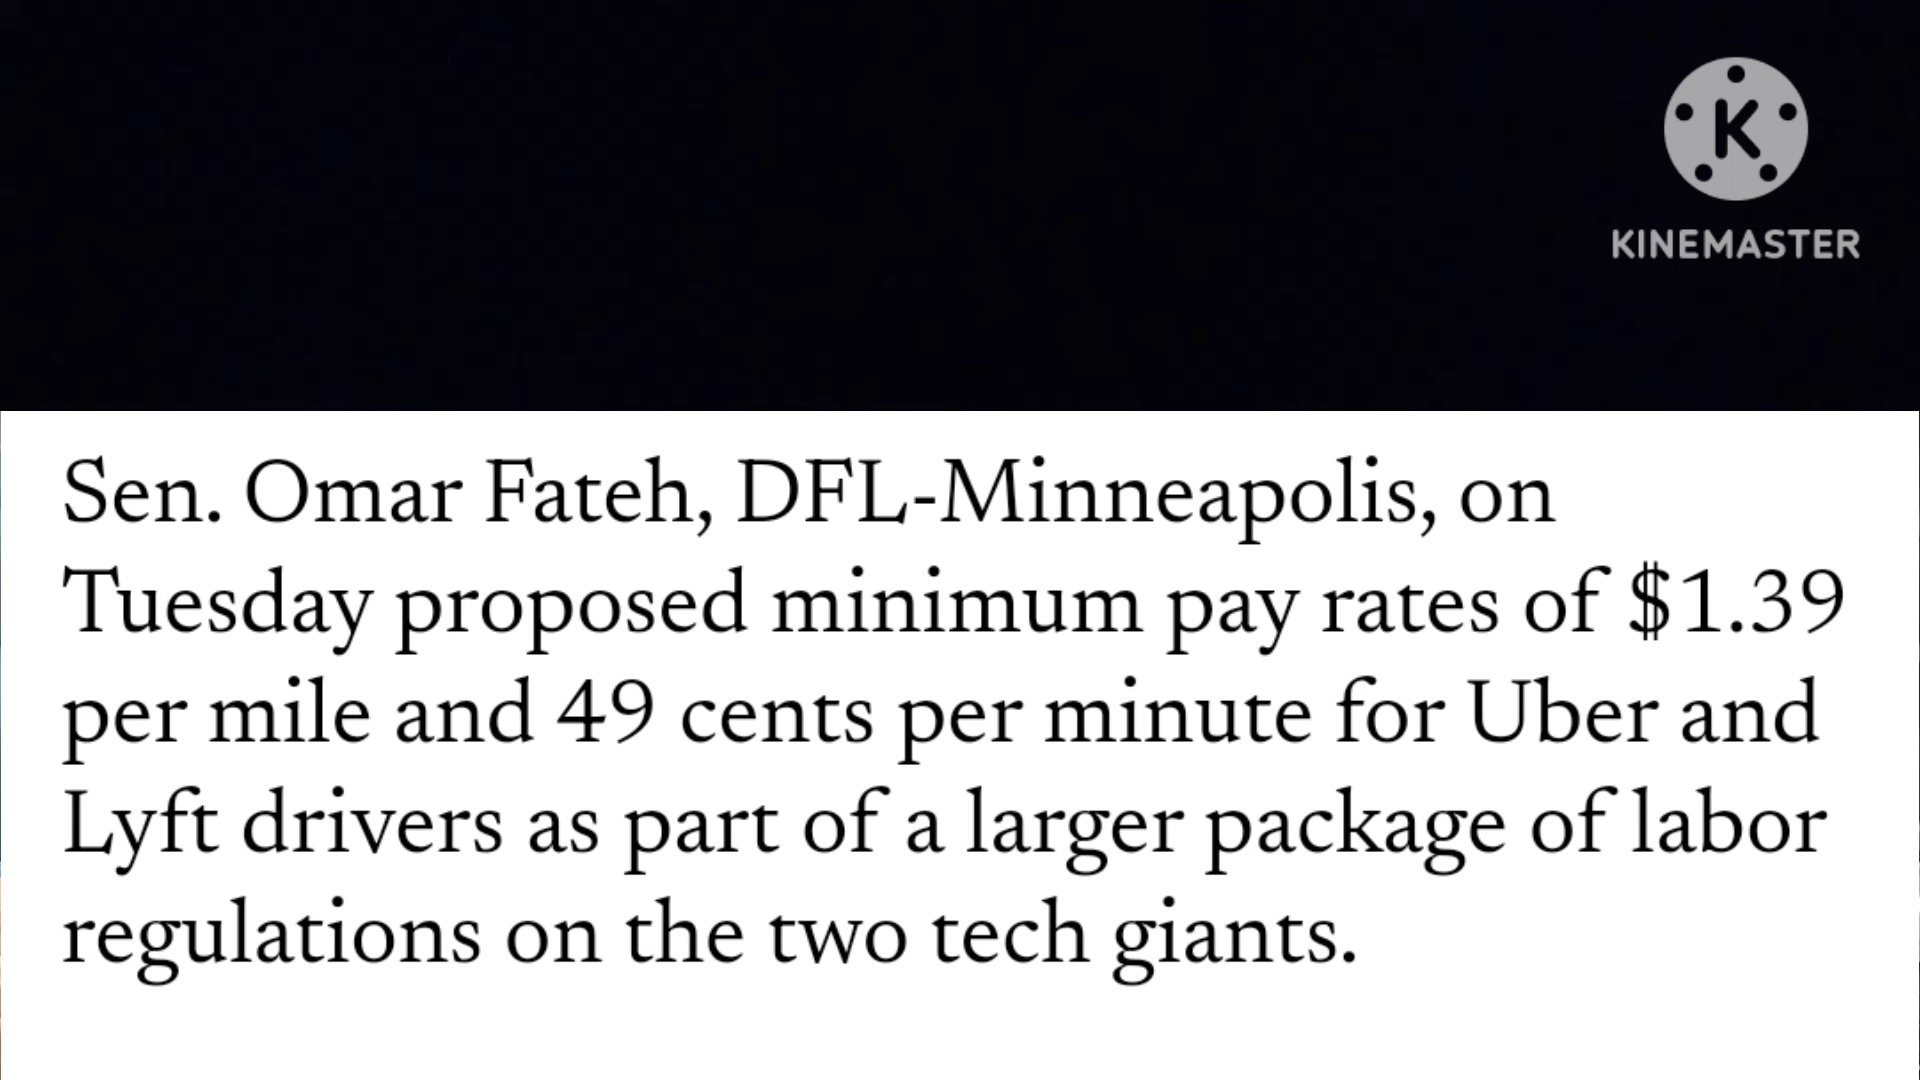 K
KINEMASTER
Sen. Omar Fateh, DFL-Minneapolis, on
Tuesday proposed minimum pay rates of $1.39
per mile and 49 cents per minute for Uber and
Lyft drivers as part of a larger package of labor
regulations on the two tech giants.